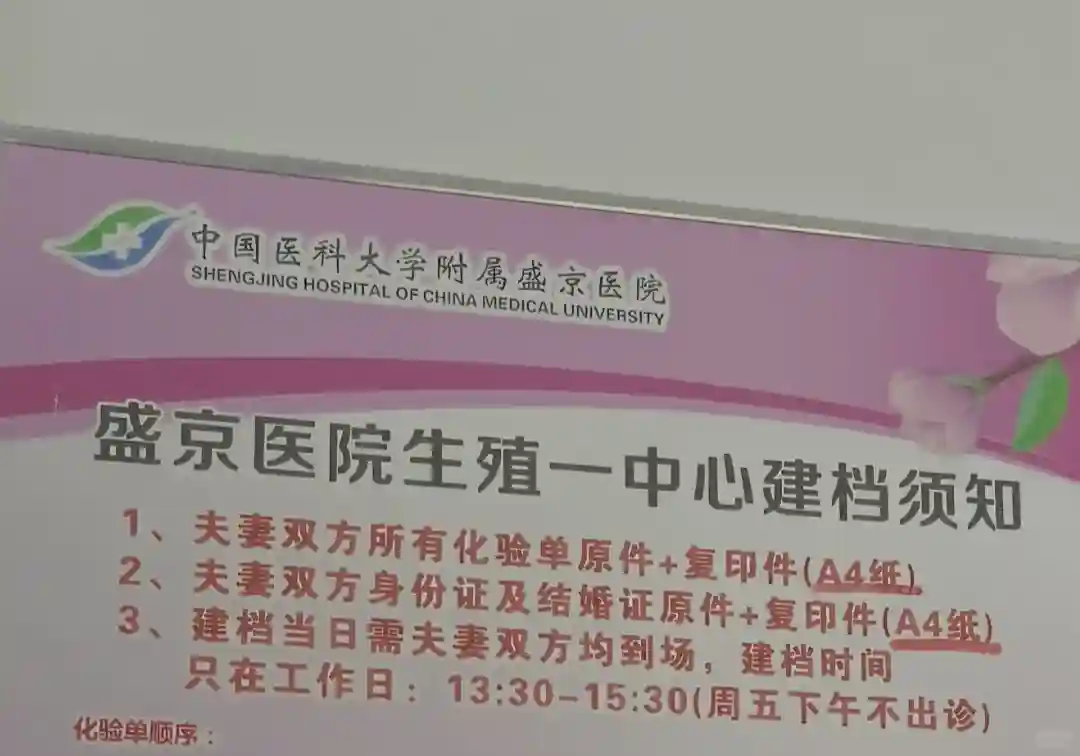 中国医科大学附属盛京医院
SHENGJING HOSPITAL OF CHINA MEDICAL UNIVERSITY
盛京医院生殖一中心建档须知
1、夫妻双方所有化验单原件+复印件(A4纸)
2、夫妻双方身份证及结婚证原件+复印件(A4纸)
3、建档当日需夫妻双方均到场，建档时间
只在工作日：13:30-15:30(周五下午不出诊)
化验单顺序：